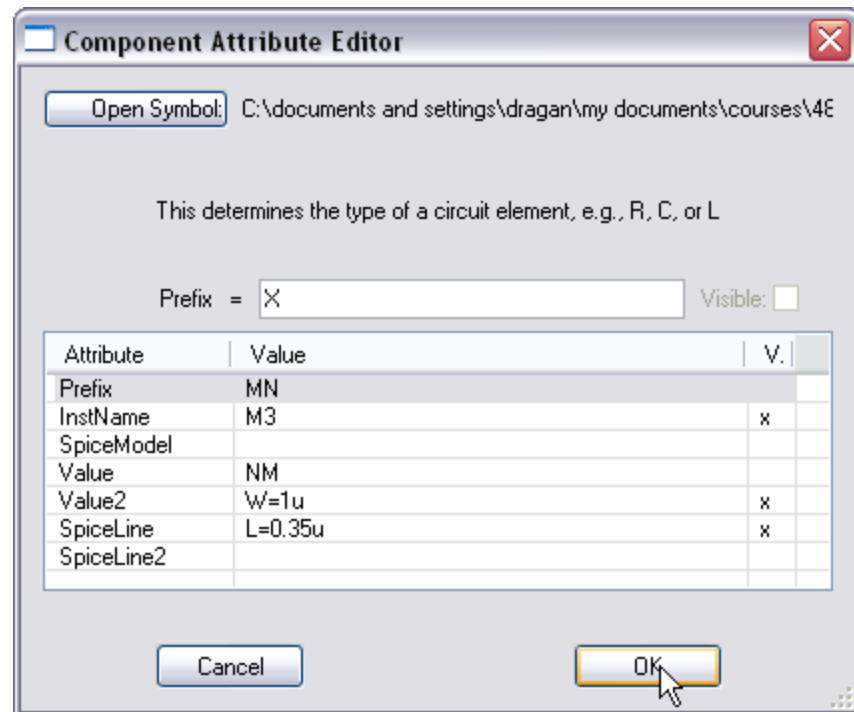 Component Attribute Editor
Open Symbol: C:\documents and settings\dragan\my documents\courses\48
This determines the type of a circuit element, e.g., R, C, or L
Prefix = X Visible:
Attribute Value V.
Prefix MN
InstName M3 x
SpiceModel
Value NM
Value2 W=1u x
SpiceLine L=0.35u x
SpiceLine2
Cancel OK